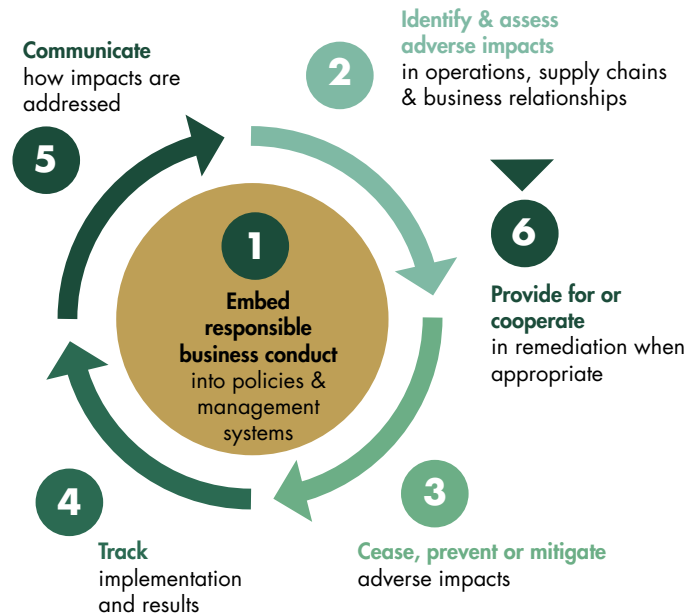 1
Embed
responsible
business conduct
into policies &
management
systems
2
Identify & assess
adverse impacts
in operations, supply chains
& business relationships
3
Cease, prevent or mitigate
adverse impacts
4
Track
implementation
and results
5
Communicate
how impacts are
addressed
6
Provide for or
cooperate
in remediation when
appropriate